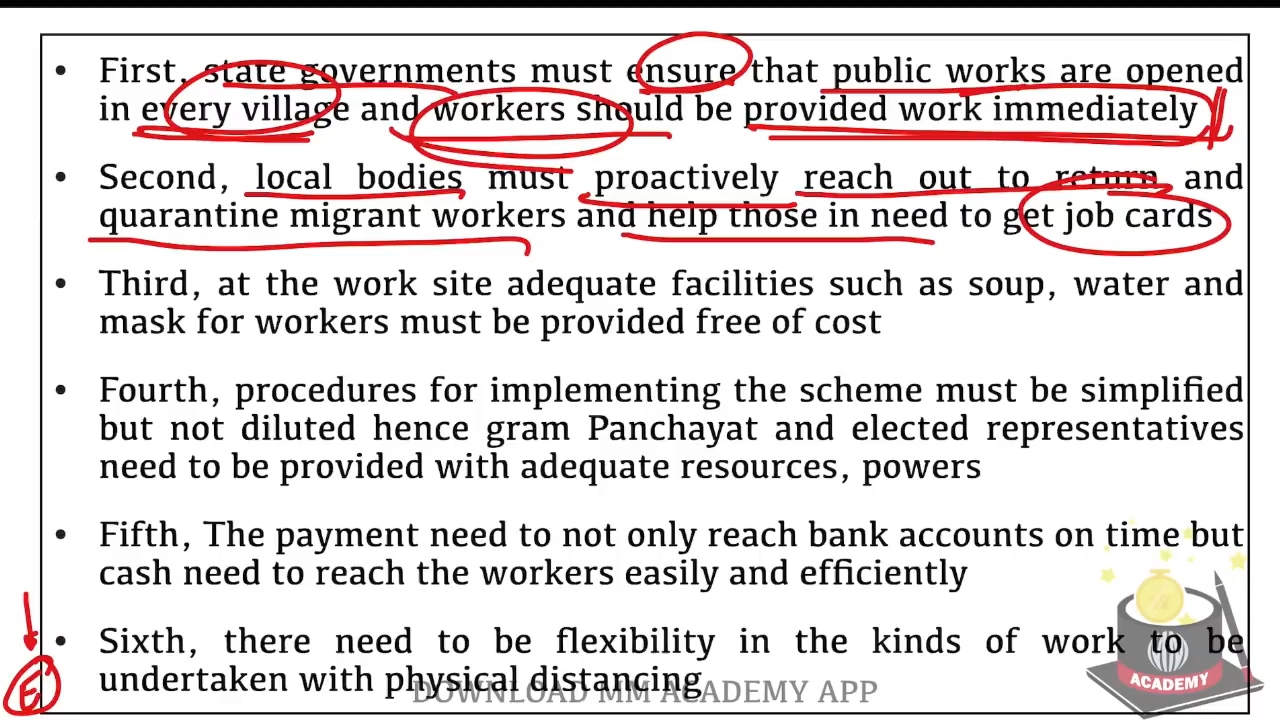 • First, state governments must ensure that public works are opened
in every village and workers should be provided work immediately
• Second, local bodies must proactively reach out to return and
quarantine migrant workers and help those in need to get job cards
• Third, at the work site adequate facilities such as soup, water and
mask for workers must be provided free of cost
• Fourth, procedures for implementing the scheme must be simplified
but not diluted hence gram Panchayat and elected representatives
need to be provided with adequate resources, powers
• Fifth, The payment need to not only reach bank accounts on time but
cash need to reach the workers easily and efficiently
• Sixth, there need to be flexibility in the kinds of work to be
undertaken with physical distancing
DOWNLOAD MM ACADEMY APP
ACADEMY